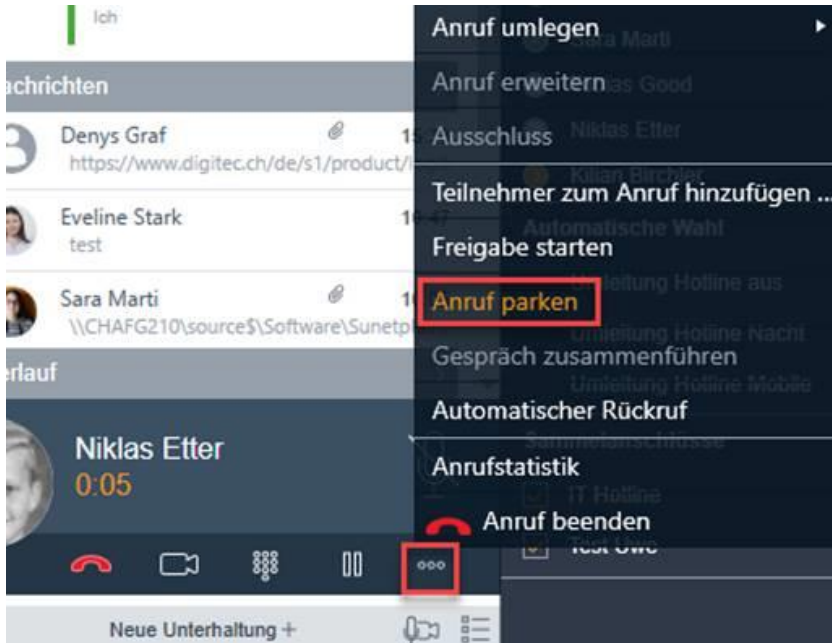 Ich
achrichten
Denys Graf
https://www.digitec.ch/de/s1/product/
Eveline Stark
test
Sara Marti
\\CHAFG210\source$\Software\Sunetp
erlauf
Niklas Etter
0:05
Neue Unterhaltung +
Anruf umlegen
Anruf erweitern
Ausschluss
Teilnehmer zum Anruf hinzufügen ...
Freigabe starten
Anruf parken
Gespräch zusammenführen
Automatischer Rückruf
Anrufstatistik
Anruf beenden
Sara Marti
Good
Niklas Etter
Kilian Birchler
Automatische Wahl
Umleitung Hotline aus
Umleitung Hotline Nacht
Umleitung Hotline Mobile
Sammelanschlüsse
IT Hotline
Test Uwe